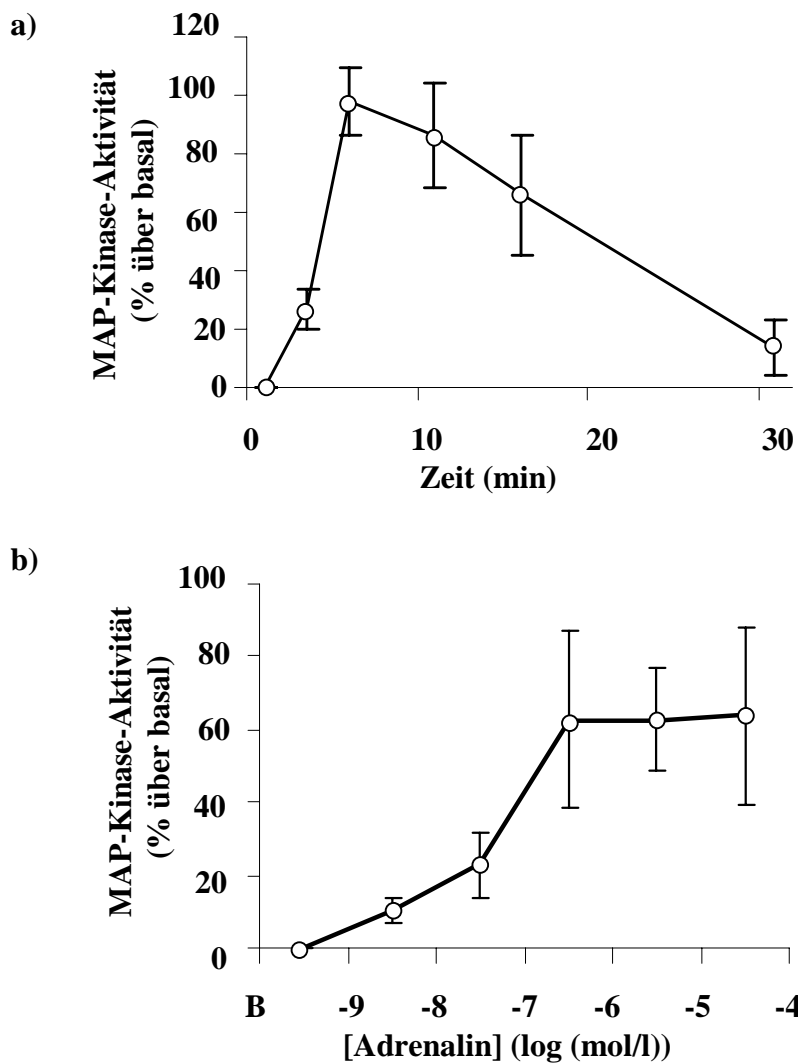 a)
MAP-Kinase-Aktivität
(% über basal)
120
100
80
60
40
20
0
0 10 20 30
Zeit (min)
b)
MAP-Kinase-Aktivität
(% über basal)
100
80
60
40
20
0
B -9 -8 -7 -6 -5 -4
[Adrenalin] (log (mol/l))